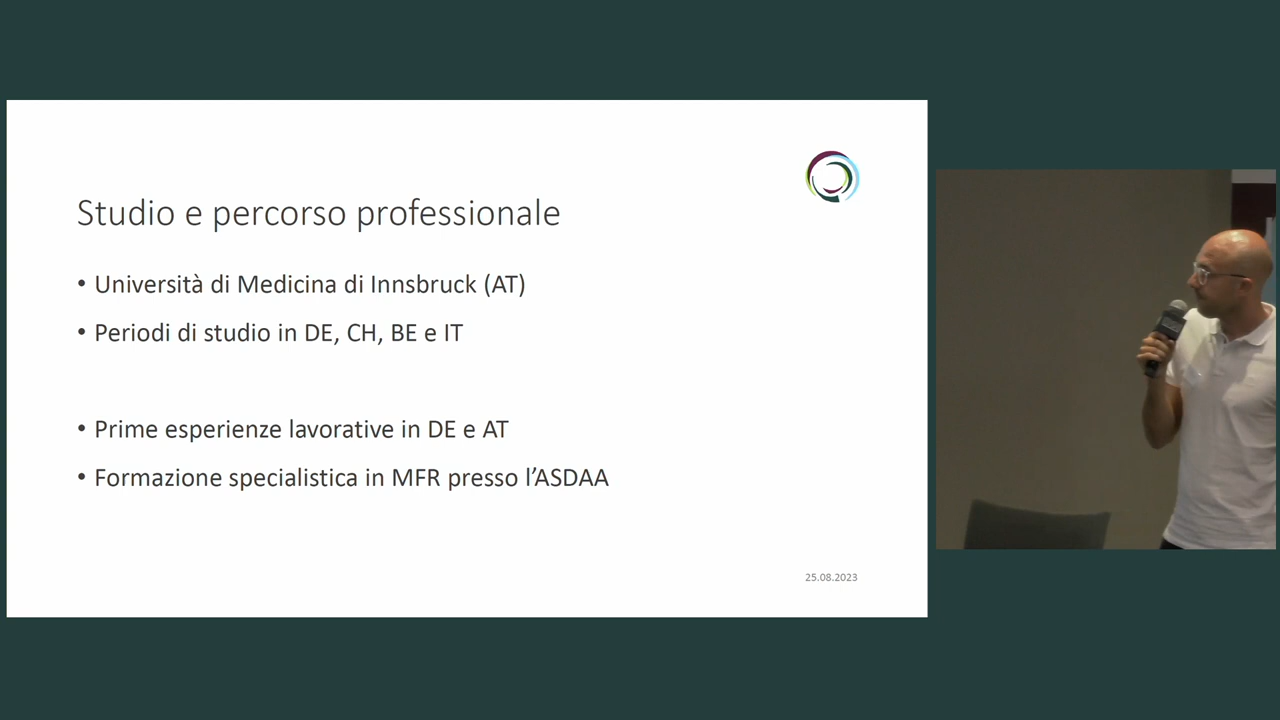 Studio e percorso professionale
• Università di Medicina di Innsbruck (AT)
• Periodi di studio in DE, CH, BE e IT
• Prime esperienze lavorative in DE e AT
• Formazione specialistica in MFR presso l’ASDAA
25.08.2023